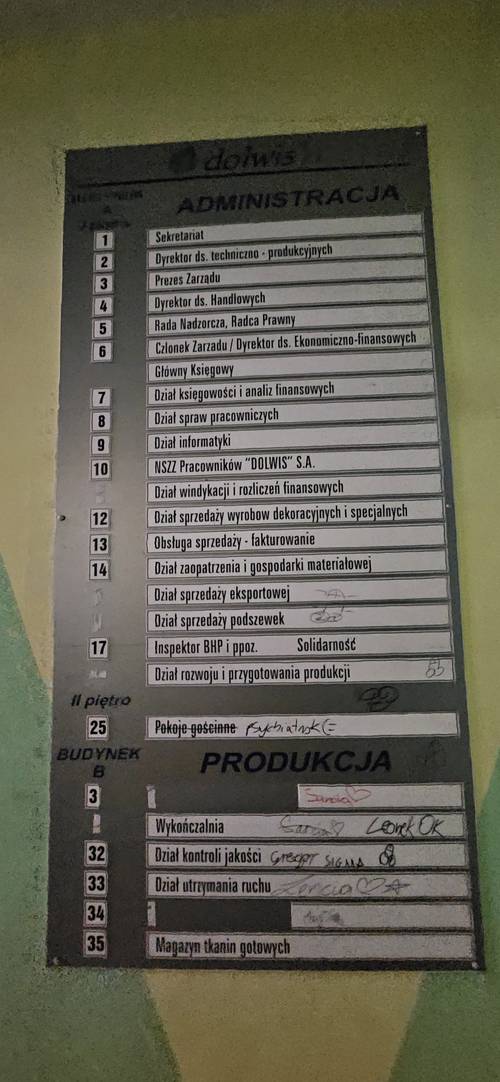 dolwis
BUDYNEK
A
ADMINISTRACJA
1 Sekretariat
2 Dyrektor ds. techniczno - produkcyjnych
3 Prezes Zarządu
4 Dyrektor ds. Handlowych
5 Rada Nadzorcza, Radca Prawny
6 Członek Zarzadu / Dyrektor ds. Ekonomiczno-finansowych
Główny Księgowy
7 Dział księgowości i analiz finansowych
8 Dział spraw pracowniczych
9 Dział informatyki
10 NSZZ Pracowników "DOLWIS" S.A.
Dział windykacji i rozliczeń finansowych
12 Dział sprzedaży wyrobow dekoracyjnych i specjalnych
13 Obsługa sprzedaży - fakturowanie
14 Dział zaopatrzenia i gospodarki materiałowej
Dział sprzedaży eksportowej
Dział sprzedaży podszewek
17 Inspektor BHP i ppoz. Solidarność
Dział rozwoju i przygotowania produkcji
II piętro
25 Pokoje gościnne
BUDYNEK
B
PRODUKCJA
3 Sandra
Wykończalnia Leonek OK
32 Dział kontroli jakości Gregor SIGMA
33 Dział utrzymania ruchu
34
35 Magazyn tkanin gotowych